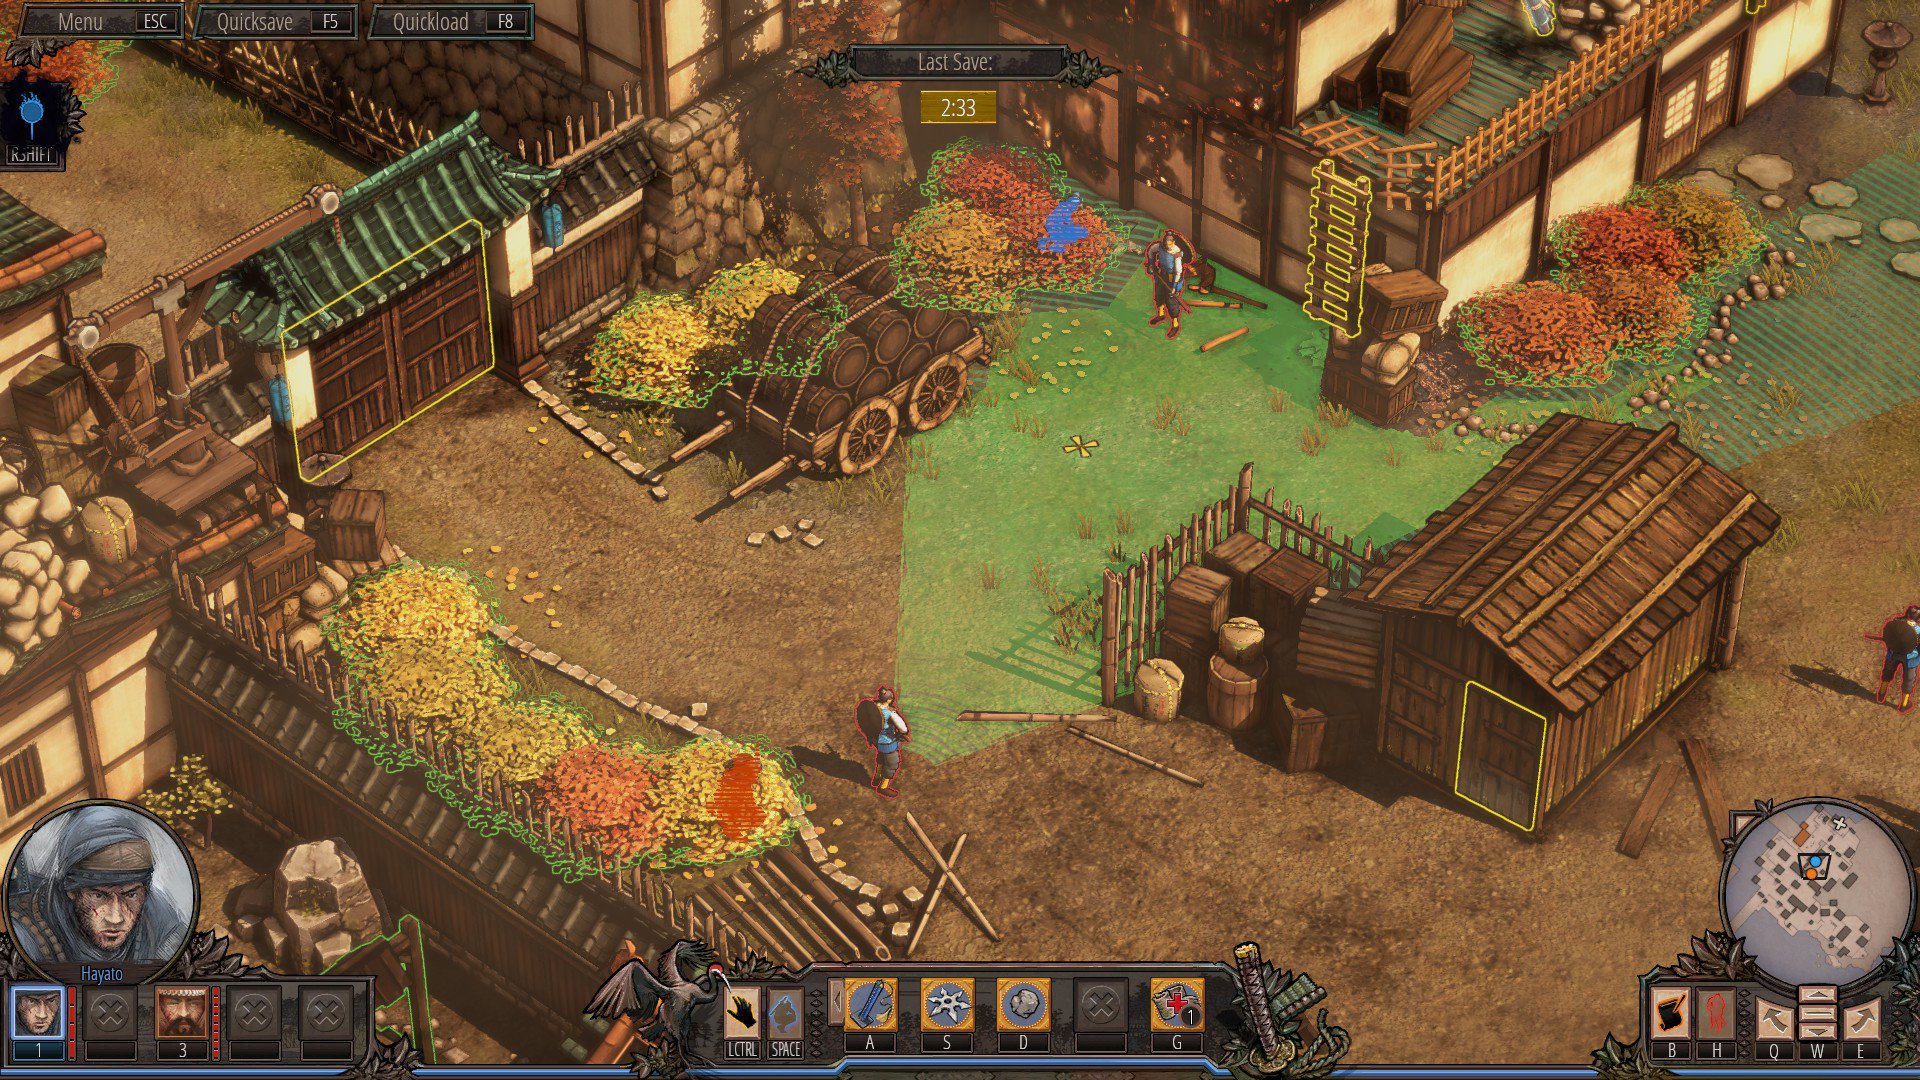 Menu ESC Quicksave F5 Quickload F8
Last Save:
2:33
RSHIFT
Hayato
1 3
LCTRL SPACE A S D G
1
B H Q W E